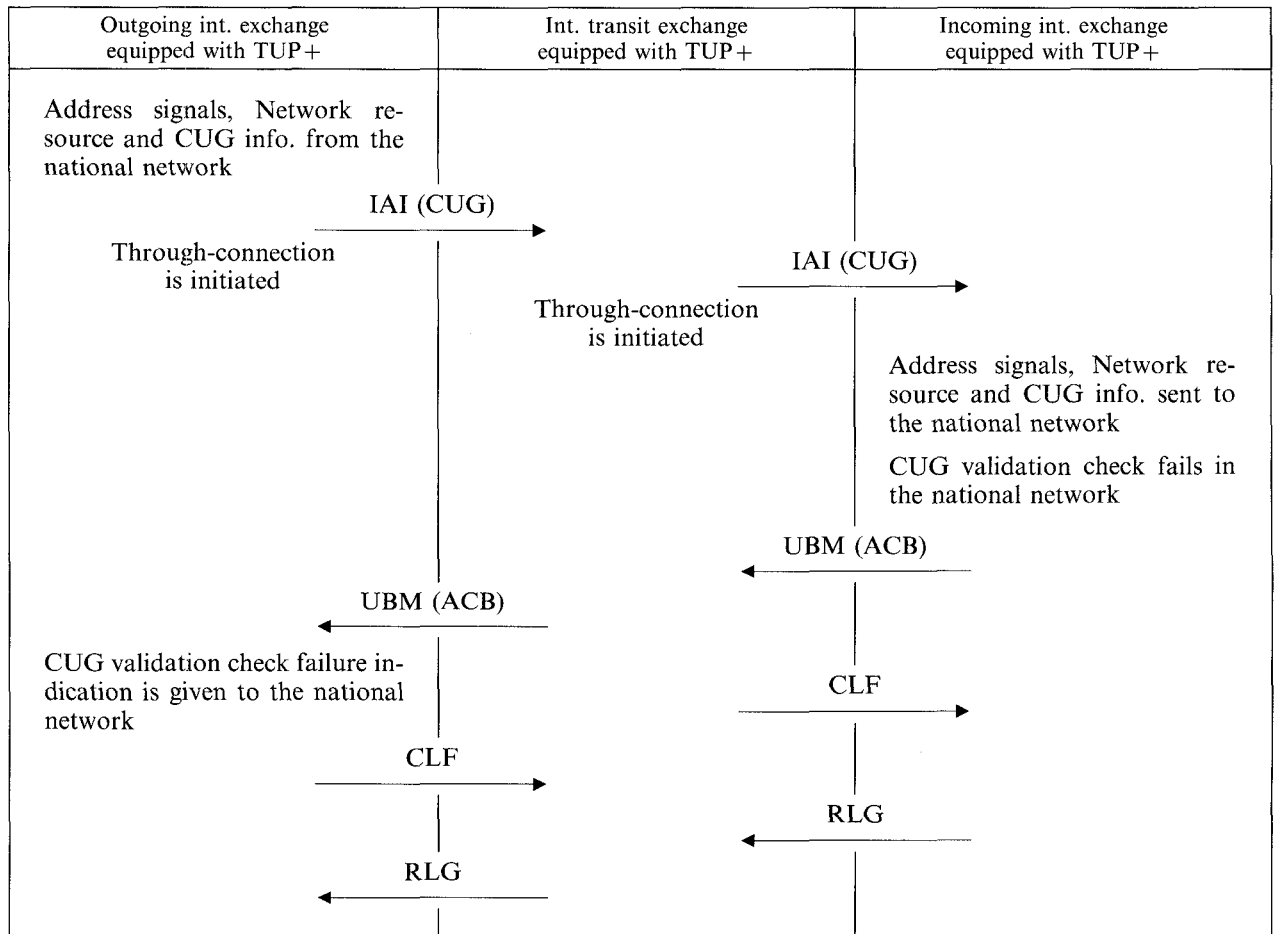 Outgoing int. exchange
equipped with TUP+
Int. transit exchange
equipped with TUP+
Incoming int. exchange
equipped with TUP+
Address signals, Network re-
source and CUG info. from the
national network
IAI (CUG)
Through-connection
is initiated
IAI (CUG)
Through-connection
is initiated
Address signals, Network re-
source and CUG info. sent to
the national network
CUG validation check fails in
the national network
UBM (ACB)
UBM (ACB)
CUG validation check failure in-
dication is given to the national
network
CLF
CLF
RLG
RLG